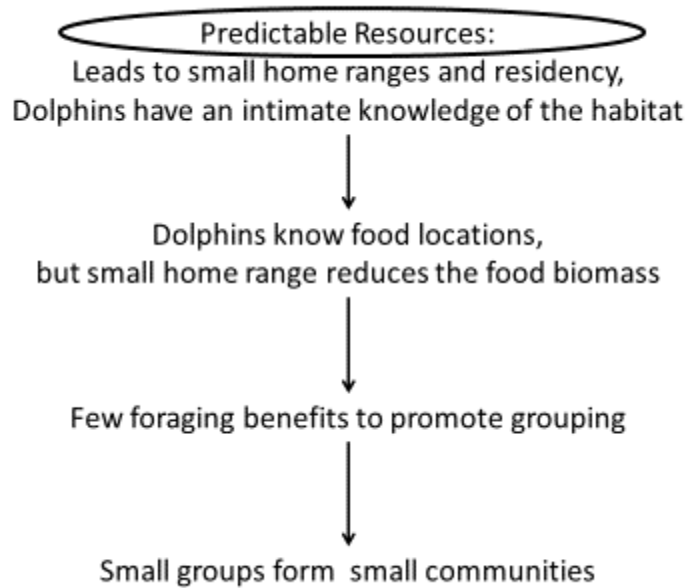 Predictable Resources:
Leads to small home ranges and residency,
Dolphins have an intimate knowledge of the habitat
Dolphins know food locations,
but small home range reduces the food biomass
Few foraging benefits to promote grouping
Small groups form  small communities